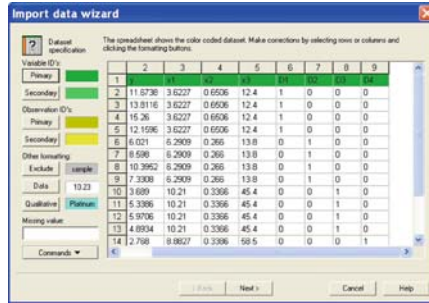 Import data wizard
Dataset specification
The spreadsheet shows the color coded dataset. Make corrections by selecting rows or columns and
clicking the formatting buttons.
Variable ID's:
Primary
Secondary
Observation ID's:
Primary
Secondary
Other formatting:
Exclude sample
Data 10.23
Qualitative Platinum
Missing value:
Commands
2 3 4 5 6 7 8 9
1 y x1 x2 x3 D1 D2 D3 D4
2 11.6738 3.6227 0.6506 12.4 1 0 0 0
3 13.8116 3.6227 0.6506 12.4 1 0 0 0
4 15.26 3.6227 0.6506 12.4 1 0 0 0
5 12.1596 3.6227 0.6506 12.4 1 0 0 0
6 6.021 6.2909 0.266 13.8 0 1 0 0
7 8.598 6.2909 0.266 13.8 0 1 0 0
8 10.3952 6.2909 0.266 13.8 0 1 0 0
9 7.3308 6.2909 0.266 13.8 0 1 0 0
10 3.689 10.21 0.3366 45.4 0 0 1 0
11 5.3386 10.21 0.3366 45.4 0 0 1 0
12 5.9706 10.21 0.3366 45.4 0 0 1 0
13 4.8934 10.21 0.3366 45.4 0 0 1 0
14 2.768 8.8827 0.3386 58.5 0 0 0 1
< Back Next > Cancel Help